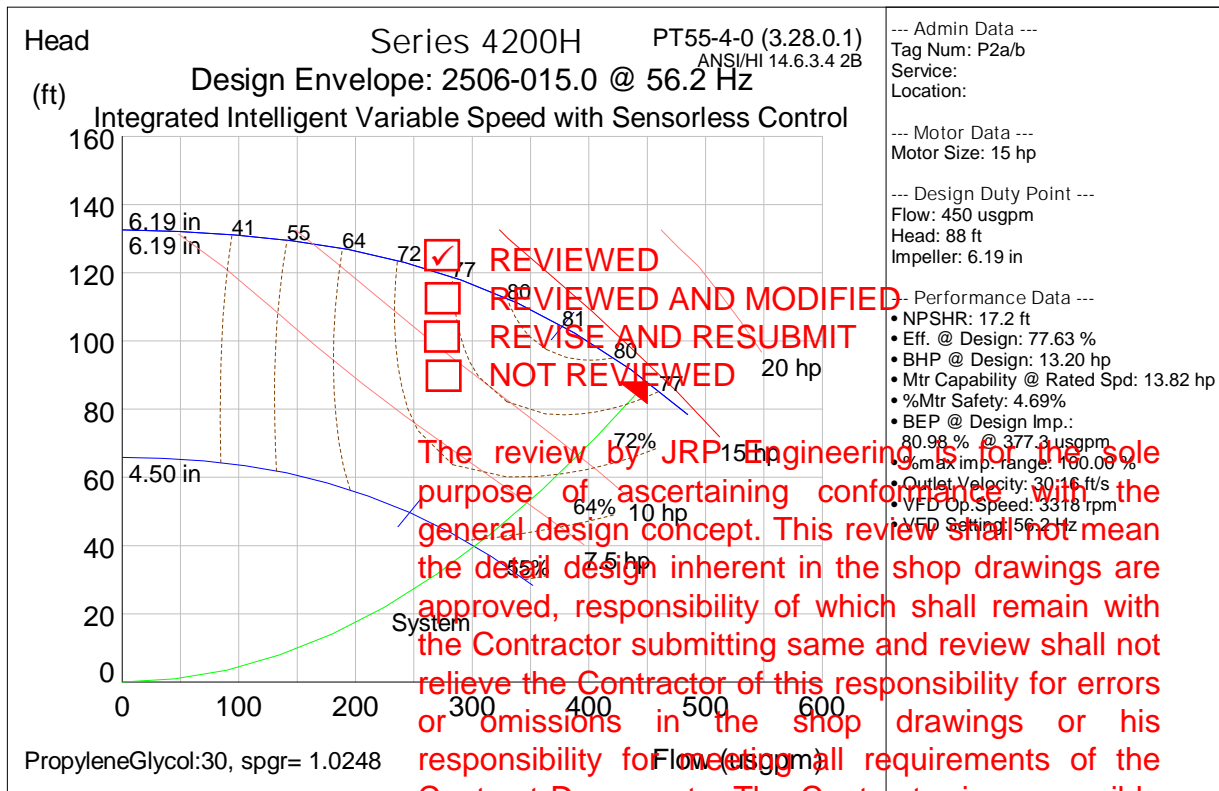 Head
(ft)
Series 4200H
PT55-4-0 (3.28.0.1)
ANSI/HI 14.6.3.4 2B
Design Envelope: 2506-015.0 @ 56.2 Hz
Integrated Intelligent Variable Speed with Sensorless Control
160
140
120
100
80
60
40
20
0
0 100 200 300 400 500 600
6.19 in
6.19 in
41 55 64 72 77 80 81 80 77
72%
64%
55%
4.50 in
20 hp
15 hp
10 hp
7.5 hp
System
PropyleneGlycol:30, spgr= 1.0248
Flow (usgpm)
--- Admin Data ---
Tag Num: P2a/b
Service:
Location:
--- Motor Data ---
Motor Size: 15 hp
--- Design Duty Point ---
Flow: 450 usgpm
Head: 88 ft
Impeller: 6.19 in
--- Performance Data ---
• NPSHR: 17.2 ft
• Eff. @ Design: 77.63 %
• BHP @ Design: 13.20 hp
• Mtr Capability @ Rated Spd: 13.82 hp
• %Mtr Safety: 4.69%
• BEP @ Design Imp.:
80.98 % @ 377.3 usgpm
• %max imp. range: 100.00 %
• Outlet Velocity: 30.16 ft/s
• VFD Op.Speed: 3318 rpm
• VFD Setting: 56.2 Hz
✓ REVIEWED
REVIEWED AND MODIFIED
REVISE AND RESUBMIT
NOT REVIEWED
The review by JRP Engineering is for the sole
purpose of ascertaining conformance with the
general design concept. This review shall not mean
the detail design inherent in the shop drawings are
approved, responsibility of which shall remain with
the Contractor submitting same and review shall not
relieve the Contractor of this responsibility for errors
or omissions in the shop drawings or his
responsibility for meeting all requirements of the